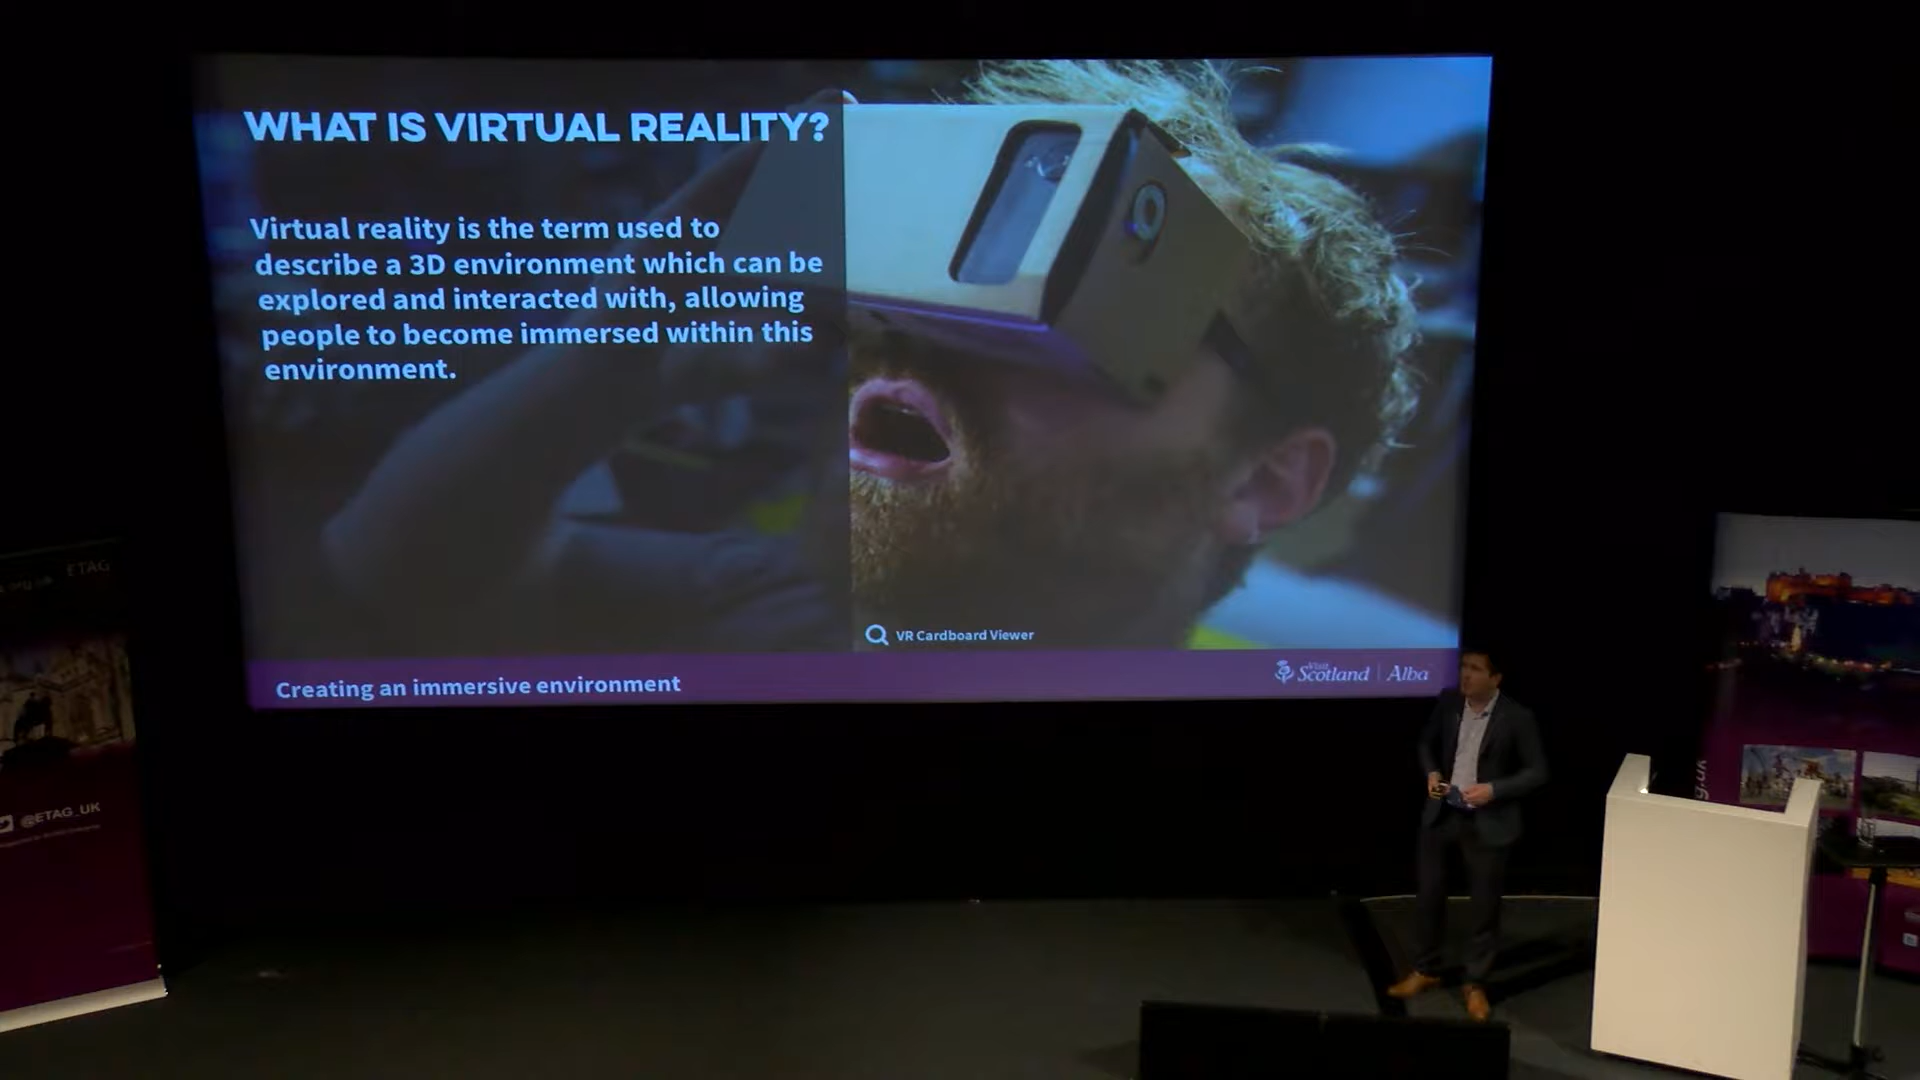 WHAT IS VIRTUAL REALITY?
Virtual reality is the term used to
describe a 3D environment which can be
explored and interacted with, allowing
people to become immersed within this
environment.
VR Cardboard Viewer
Creating an immersive environment
Visit
Scotland | Alba
ETAG
@ETAG_UK
g.uk